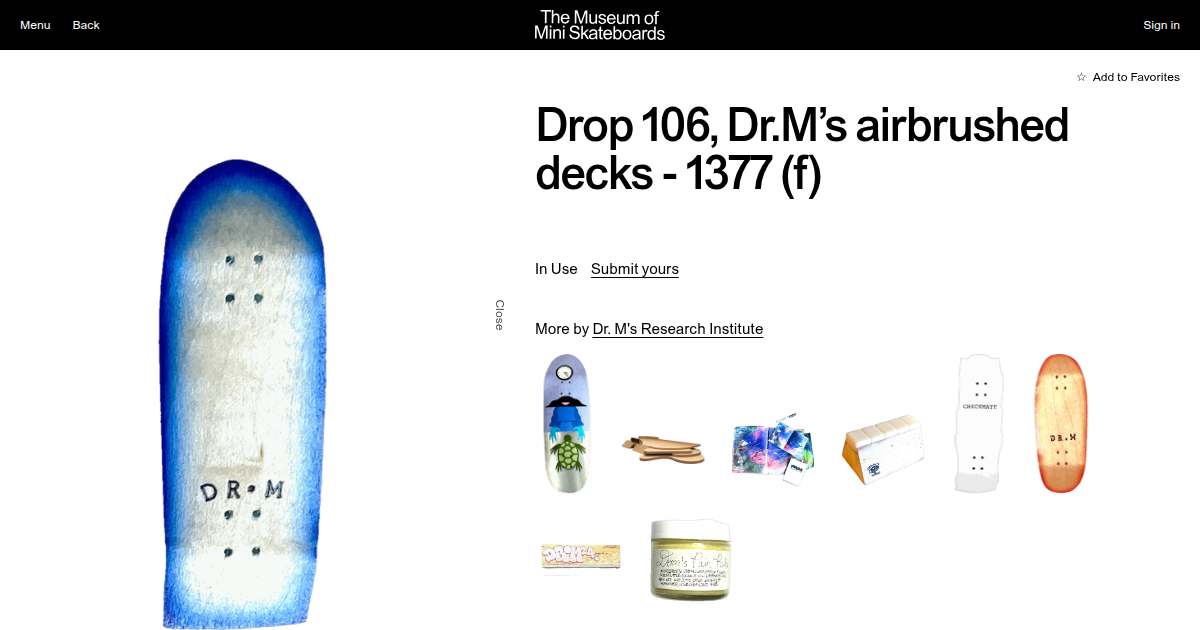 Menu Back
The Museum of
Mini Skateboards
Sign in
☆ Add to Favorites
Drop 106, Dr.M’s airbrushed
decks - 1377 (f)
In Use Submit yours
Close
More by Dr. M's Research Institute
DR•M
CHECKMATE
DR.M